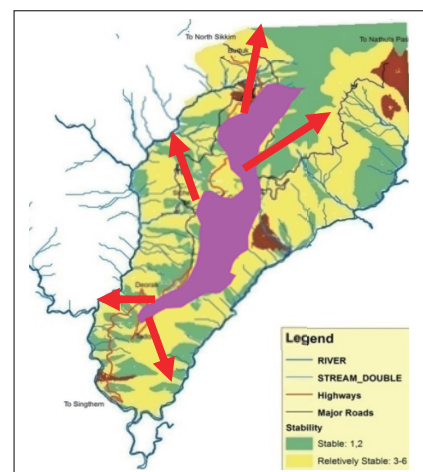 To North Sikkim
To Nathula Pass
Deorali
To Singthem
Legend
RIVER
STREAM_DOUBLE
Highways
Major Roads
Stability
Stable: 1,2
Reletively Stable: 3-6